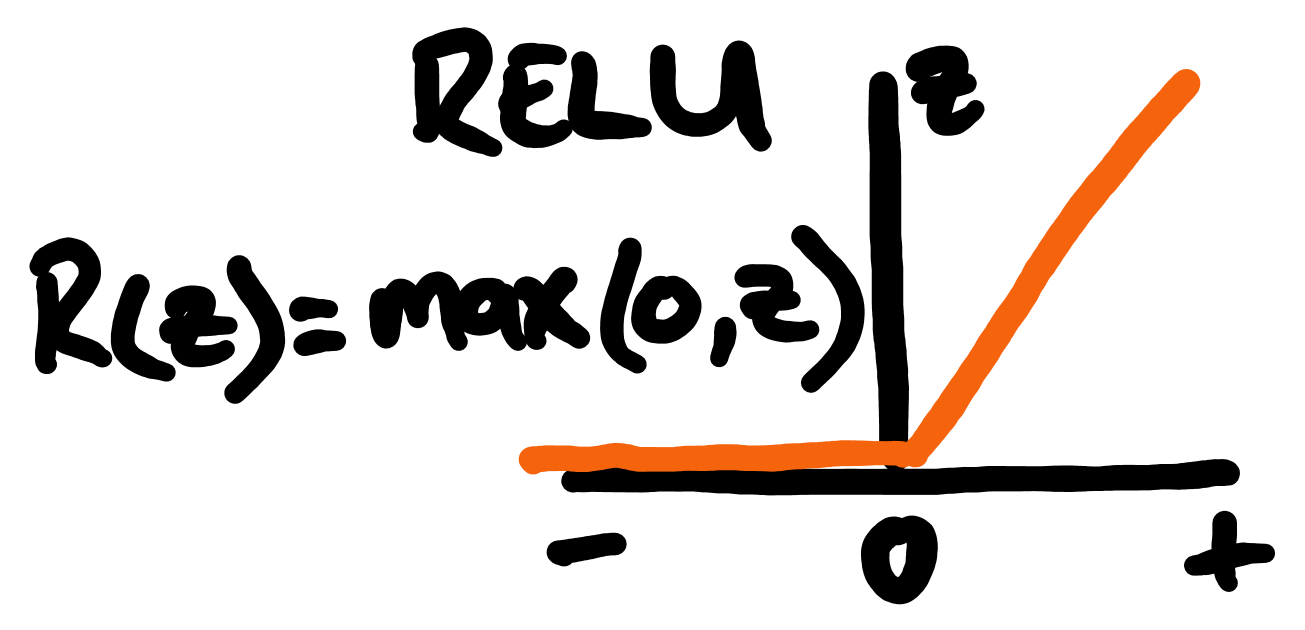 RELU
z
R(z)=max(0,z)
- 0 +